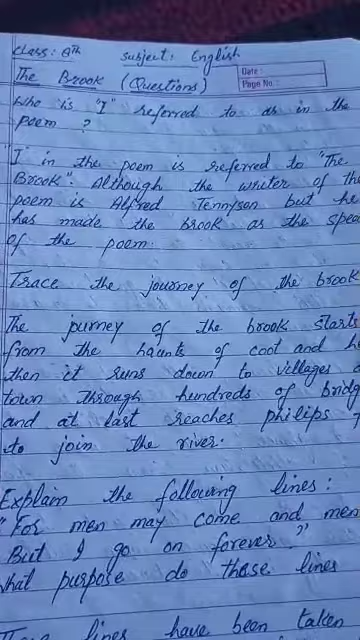 Class: 8th Subject: English
Date:
The Brook (Questions)
Page No.:
Who is "I" referred to as in the
poem ?
"I" in the poem is referred to "The
Brook". Although the writer of the
poem is Alfred Tennyson but he
has made the brook as the spea
of the poem.
Trace the journey of the brook
The journey of the brook starts
from the haunts of coot and he
then it runs down to villages a
town through hundreds of bridg
and at last reaches philips f
to join the river.
Explain the following lines :
"For men may come and men
But I go on forever ?"
what purpose do these lines
lines have been taken